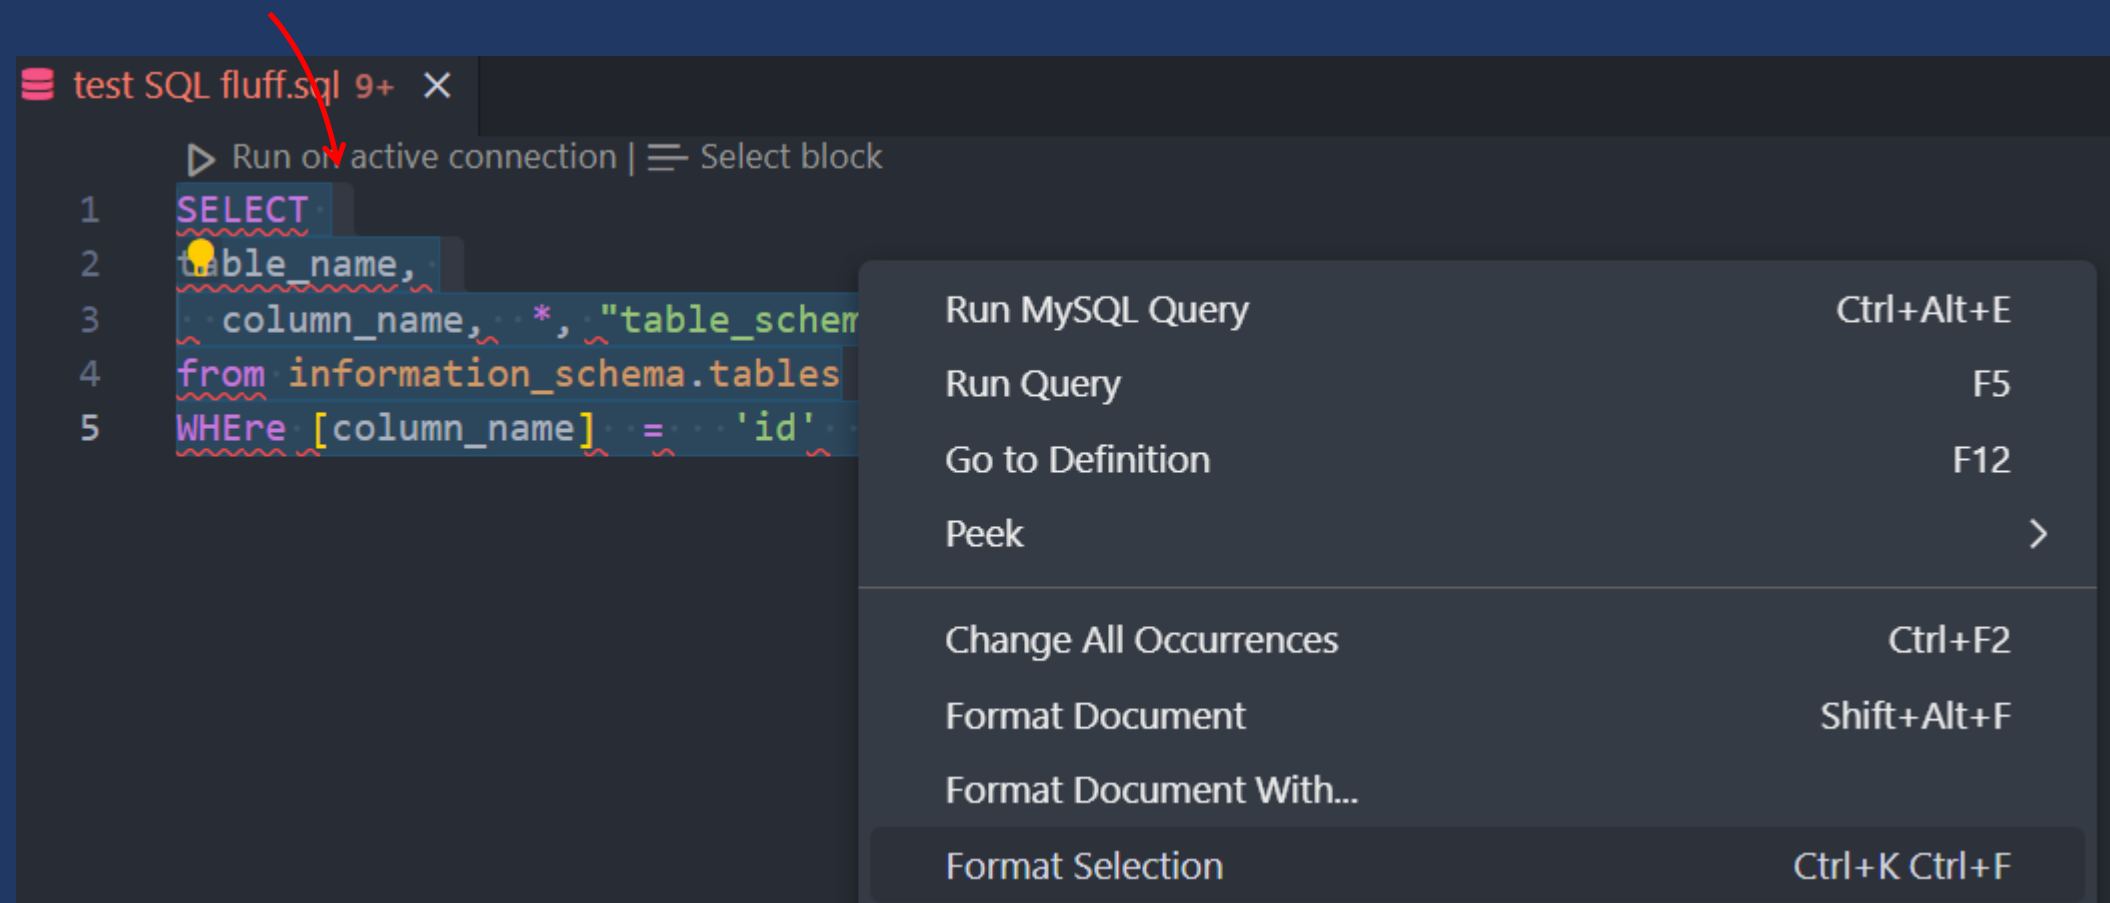 test SQL fluff.sql 9+
Run on active connection | Select block
1 SELECT
2 table_name,
3 column_name, *, "table_schem
4 from information_schema.tables
5 WHEre [column_name] = 'id'
Run MySQL Query Ctrl+Alt+E
Run Query F5
Go to Definition F12
Peek
Change All Occurrences Ctrl+F2
Format Document Shift+Alt+F
Format Document With...
Format Selection Ctrl+K Ctrl+F